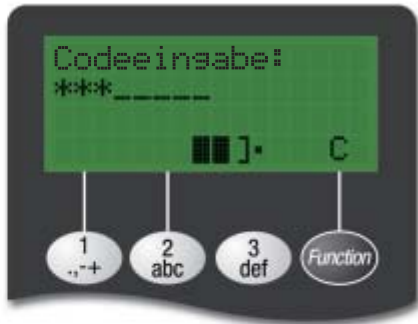 Codeeingabe:
***_____
C
1 2 3
.,-+ abc def Function